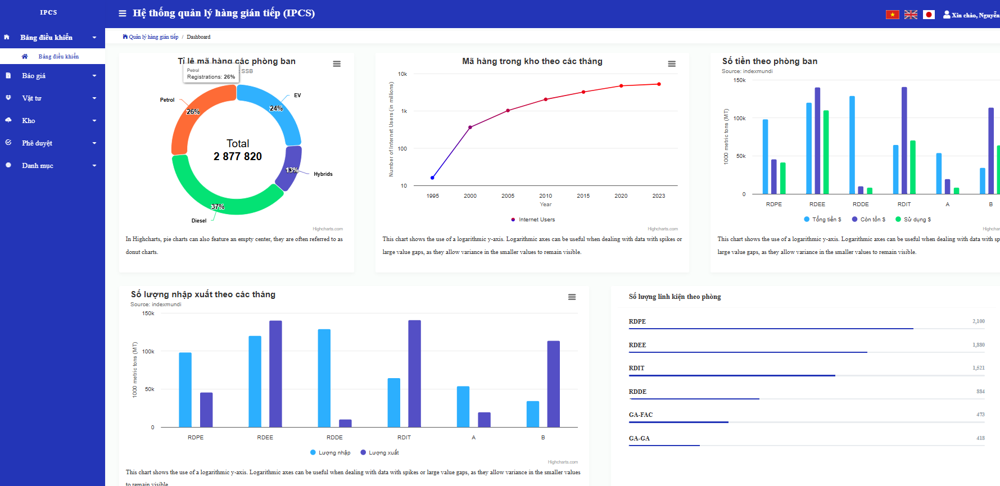 IPCS
Hệ thống quản lý hàng gián tiếp (IPCS)
Xin chào, Nguyễn
Bảng điều khiển
Bảng điều khiển
Báo giá
Vật tư
Kho
Phê duyệt
Danh mục
Quản lý hàng gián tiếp / Dashboard
Tỉ lệ mã hàng các phòng ban
SSB
Petrol
Registrations: 26%
Petrol
26%
EV
24%
Total
2 877 820
13%
Hybrids
37%
Diesel
Highcharts.com
In Highcharts, pie charts can also feature an empty center, they are often referred to as
donut charts.
Mã hàng trong kho theo các tháng
Number of Internet Users (in millions)
10k
1k
100
10
1995 2000 2005 2010 2015 2020 2023
Year
Internet Users
Highcharts.com
This chart shows the use of a logarithmic y-axis. Logarithmic axes can be useful when dealing with data with spikes or
large value gaps, as they allow variance in the smaller values to remain visible.
Số tiền theo phòng ban
Source: indexmundi
1000 metric tons (MT)
150k
100k
50k
0
RDPE RDEE RDDE RDIT A B
Tổng tiền $ Còn tồn $ Sử dụng $
Highchar
This chart shows the use of a logarithmic y-axis. Logarithmic axes can be useful when dealing with data with sp
large value gaps, as they allow variance in the smaller values to remain visible.
Số lượng nhập xuất theo các tháng
Source: indexmundi
1000 metric tons (MT)
150k
100k
50k
0
RDPE RDEE RDDE RDIT A B
Lượng nhập Lượng xuất
Highcharts.com
This chart shows the use of a logarithmic y-axis. Logarithmic axes can be useful when dealing with data with spikes or large value gaps, as they allow variance in the smaller values
to remain visible.
Số lượng linh kiện theo phòng
RDPE 2,100
RDEE 1,880
RDIT 1,521
RDDE 884
GA-FAC 473
GA-GA 418